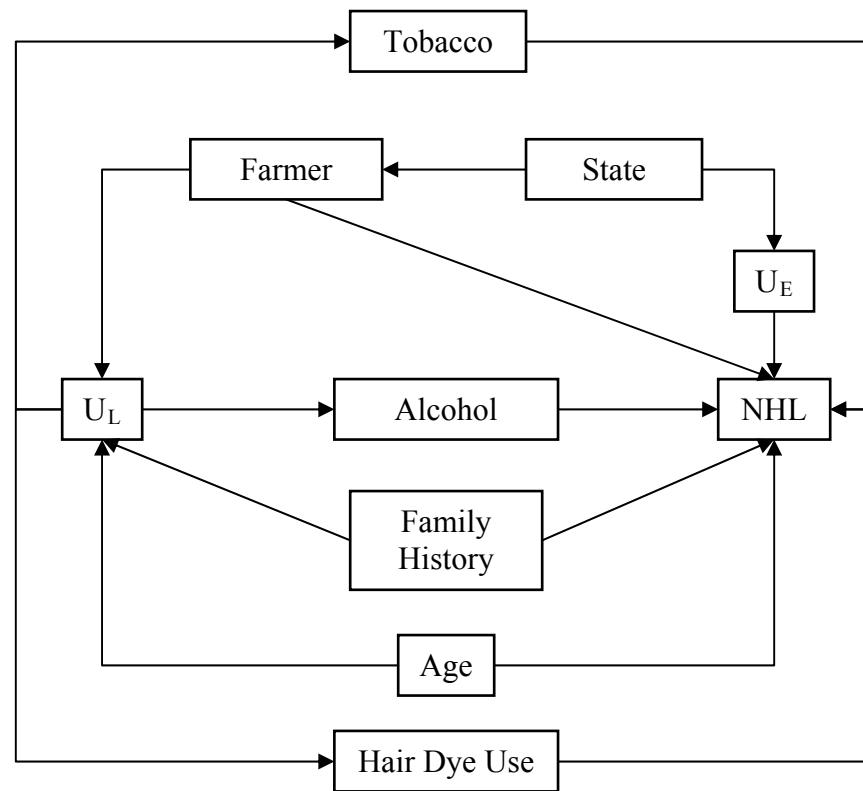 Tobacco
Farmer
State
U_E
U_L
Alcohol
NHL
Family
History
Age
Hair Dye Use